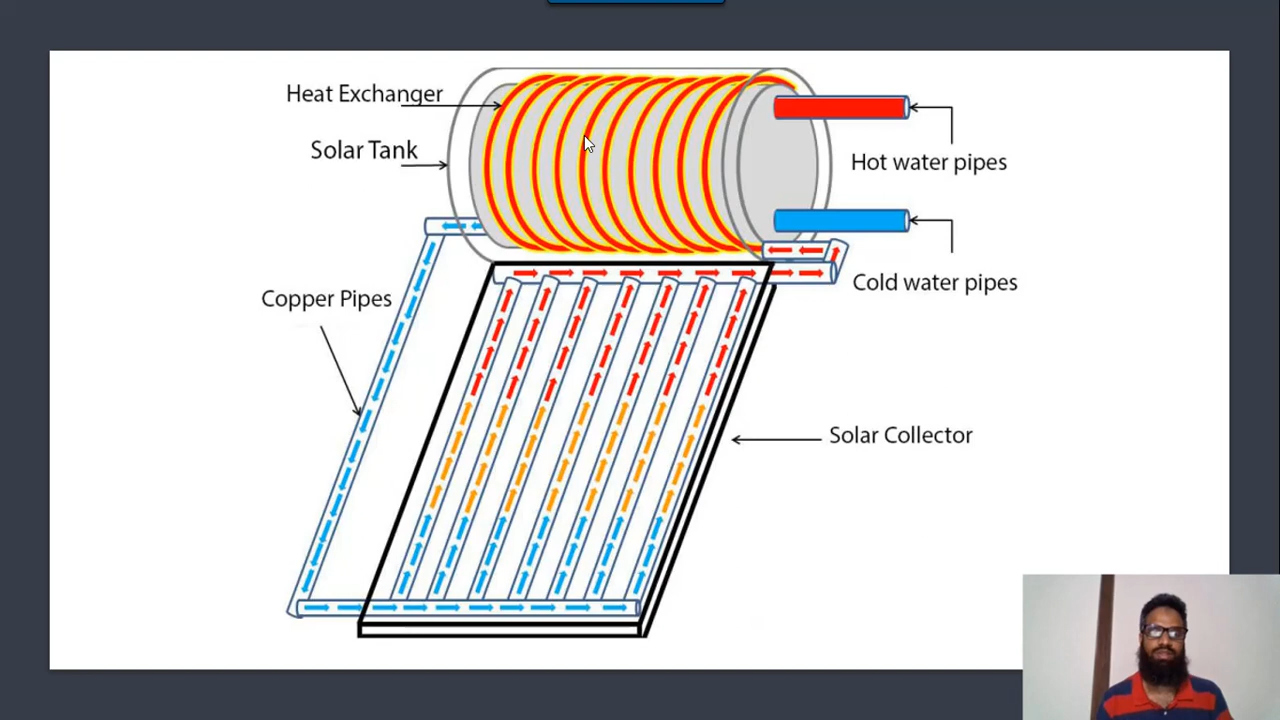 Heat Exchanger
Solar Tank
Hot water pipes
Cold water pipes
Copper Pipes
Solar Collector